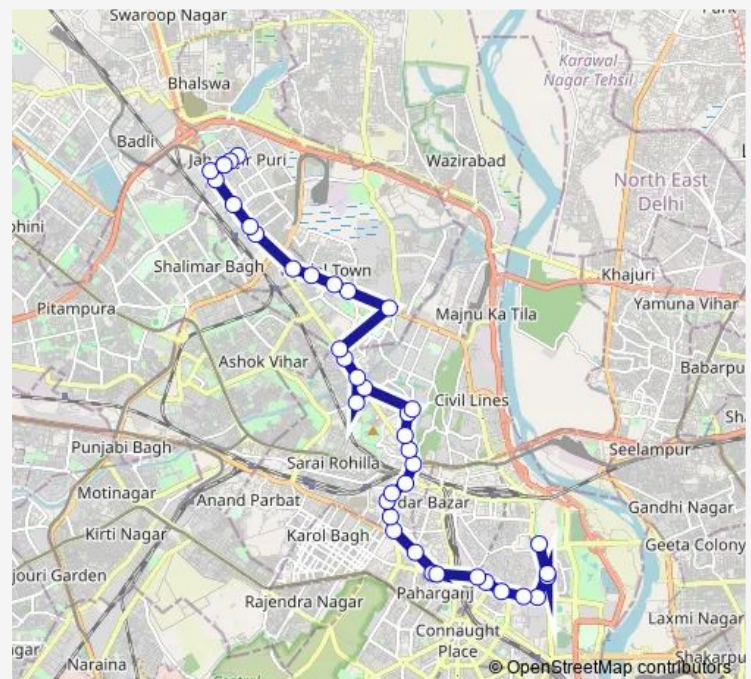 Swaroop Nagar
Bhalswa
Karawal
Nagar Tehsil
Badli
Wazirabad
North East
Delhi
Shalimar Bagh
Khajuri
Pitampura
Majnu Ka Tila
Yamuna Vihar
Ashok Vihar
Civil Lines
Punjabi Bagh
Seelampur
Sarai Rohilla
Motinagar
Anand Parbat
Gandhi Nagar
Kirti Nagar
Karol Bagh
Geeta Colony
Paharganj
Rajendra Nagar
Laxmi Nagar
Connaught
Place
Naraina
© OpenStreetMap contributors